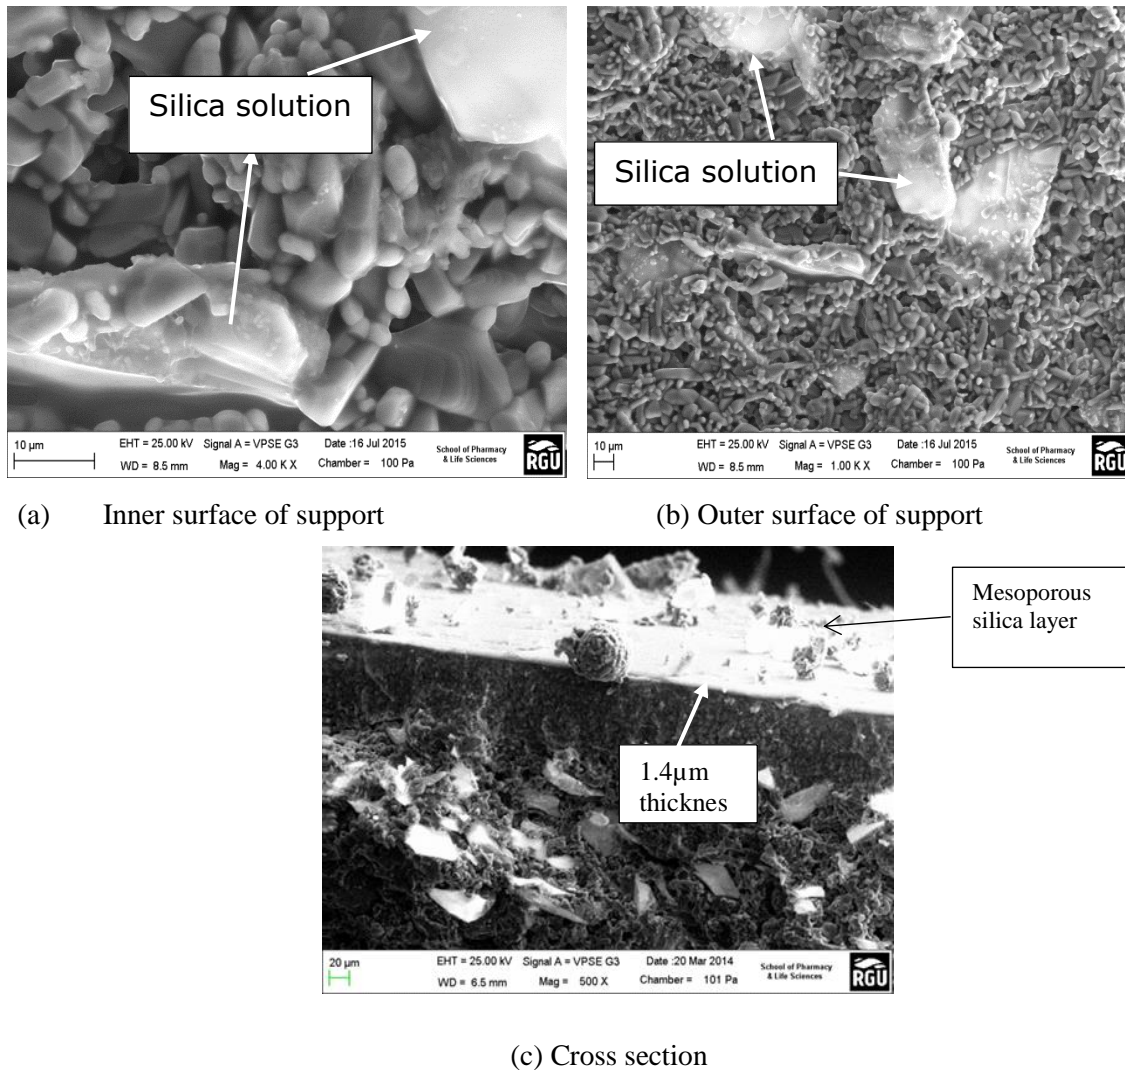 Silica solution
10 µm
EHT = 25.00 kV
Signal A = VPSE G3
Date :16 Jul 2015
School of Pharmacy
& Life Sciences
RGU
WD = 8.5 mm
Mag = 4.00 K X
Chamber = 100 Pa
Silica solution
10 µm
EHT = 25.00 kV
Signal A = VPSE G3
Date :16 Jul 2015
School of Pharmacy
& Life Sciences
RGU
WD = 8.5 mm
Mag = 1.00 K X
Chamber = 100 Pa
(a) Inner surface of support
(b) Outer surface of support
Mesoporous
silica layer
1.4µm
thicknes
20 µm
EHT = 25.00 kV
Signal A = VPSE G3
Date :20 Mar 2014
School of Pharmacy
& Life Sciences
RGU
WD = 6.5 mm
Mag = 500 X
Chamber = 101 Pa
(c) Cross section